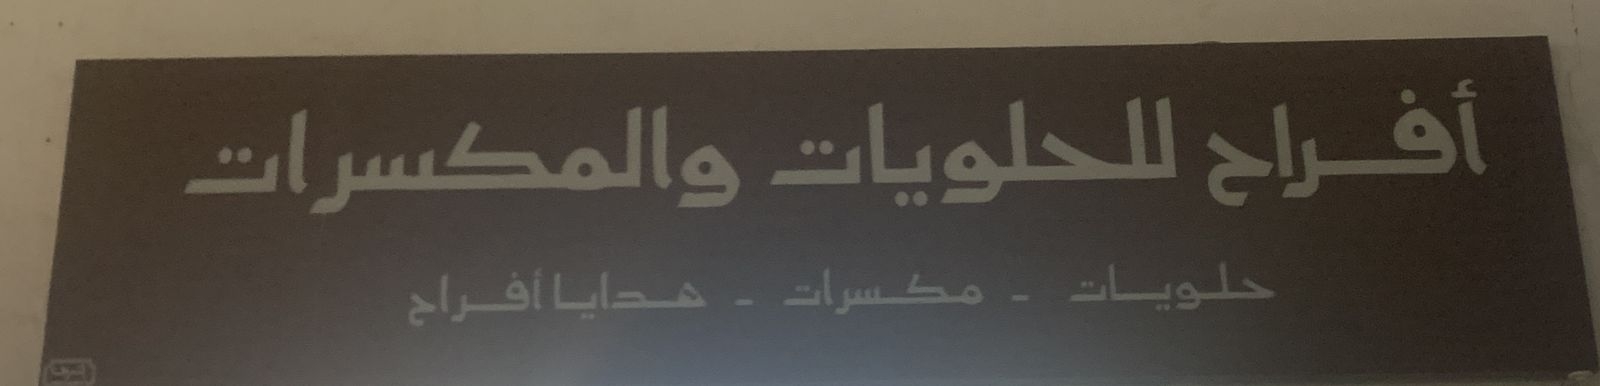 أفراح للحلويات والمكسرات
حلويات - مكسرات - هدايا أفراح